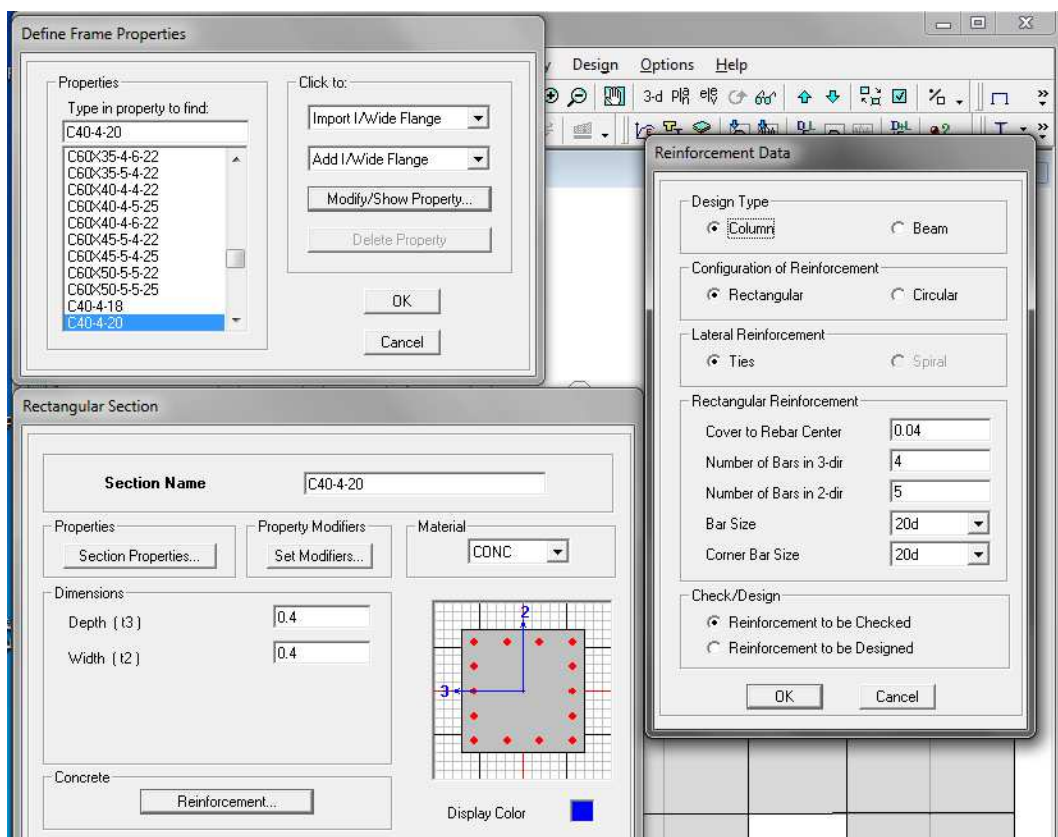 Define Frame Properties
Properties
Type in property to find:
C40-4-20
C60X35-4-6-22
C60X35-5-4-22
C60X40-4-4-22
C60X40-4-5-25
C60X40-4-6-22
C60X45-5-4-22
C60X45-5-4-25
C60X50-5-5-22
C60X50-5-5-25
C40-4-18
C40-4-20
Click to:
Import I/Wide Flange
Add I/Wide Flange
Modify/Show Property...
Delete Property
OK
Cancel
Design Options Help
3-d
Rectangular Section
Section Name C40-4-20
Properties
Section Properties...
Property Modifiers
Set Modifiers...
Material
CONC
Dimensions
Depth (t3) 0.4
Width (t2) 0.4
2
3
Concrete
Reinforcement...
Display Color
Reinforcement Data
Design Type
Column Beam
Configuration of Reinforcement
Rectangular Circular
Lateral Reinforcement
Ties Spiral
Rectangular Reinforcement
Cover to Rebar Center 0.04
Number of Bars in 3-dir 4
Number of Bars in 2-dir 5
Bar Size 20d
Corner Bar Size 20d
Check/Design
Reinforcement to be Checked
Reinforcement to be Designed
OK Cancel